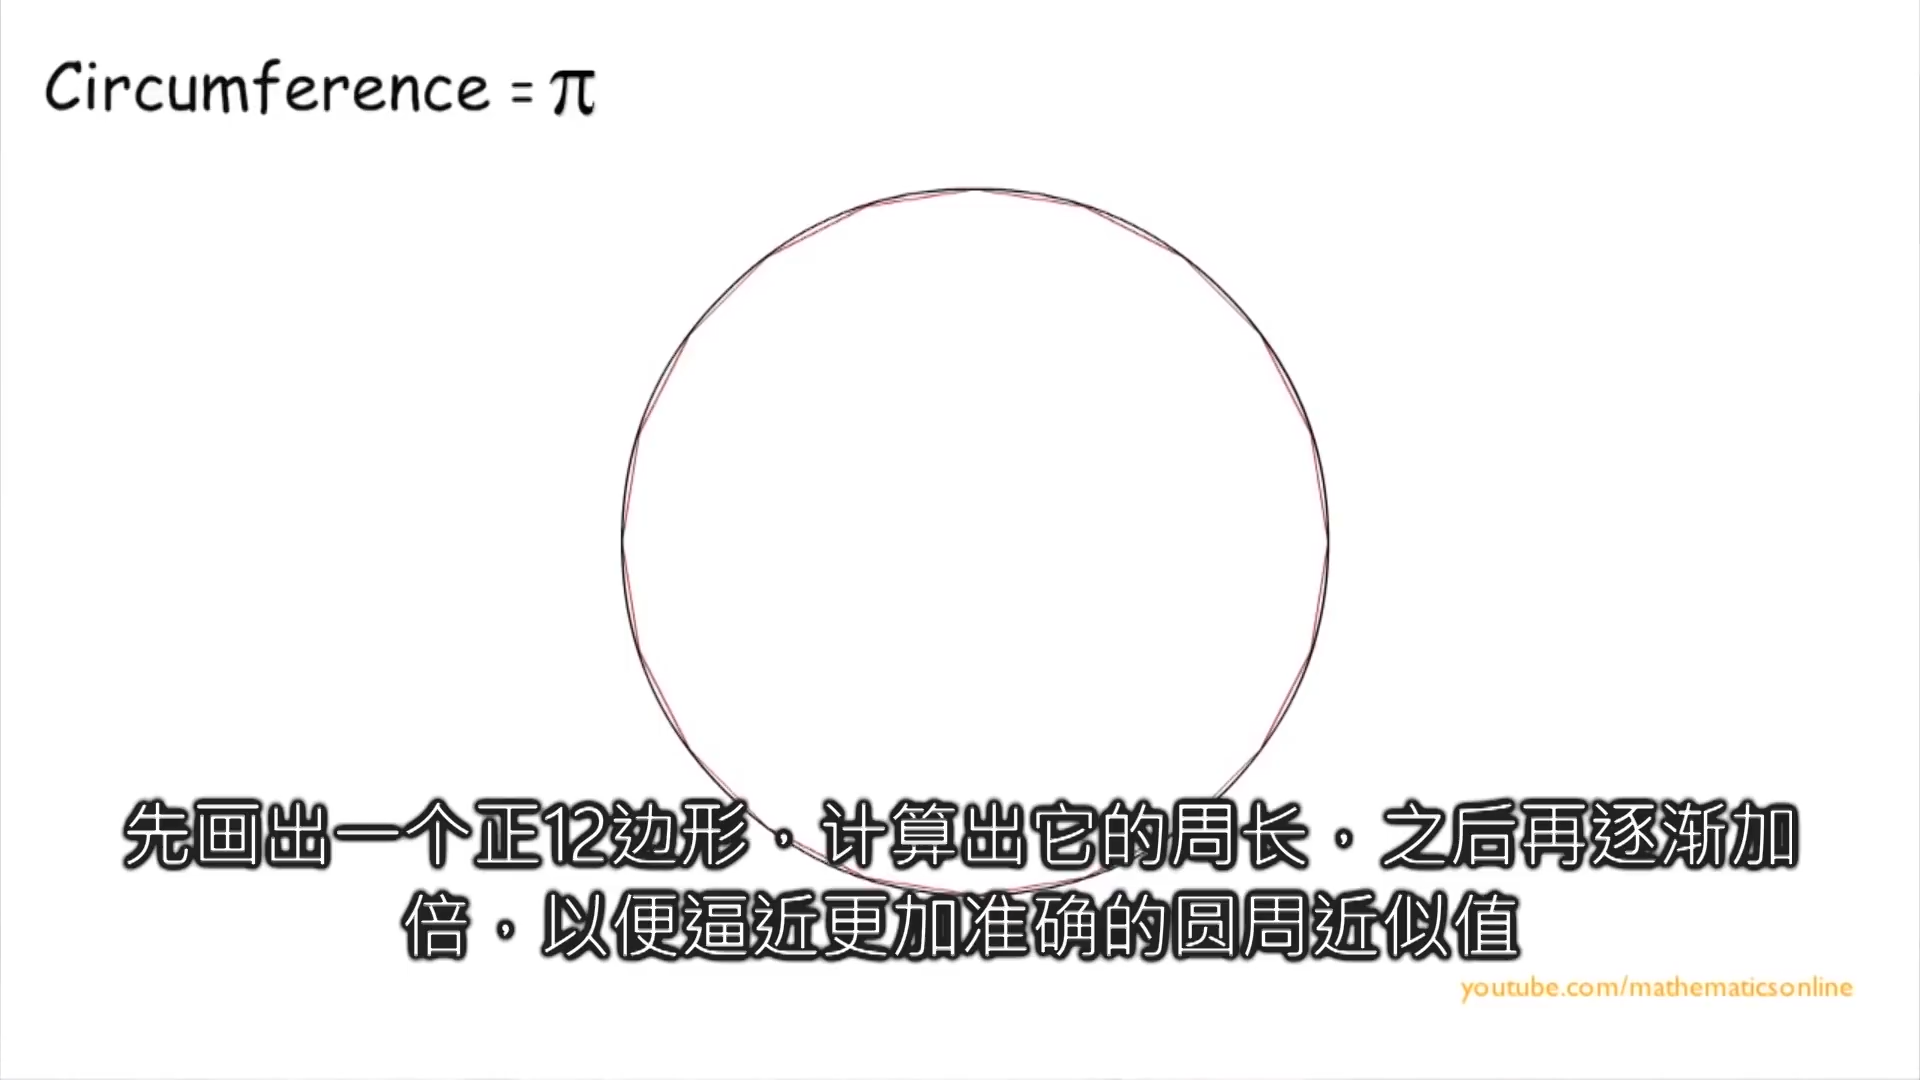 Circumference = π
先画出一个正12边形，计算出它的周长，之后再逐渐加
倍，以便逼近更加准确的圆周近似值
youtube.com/mathematicsonline